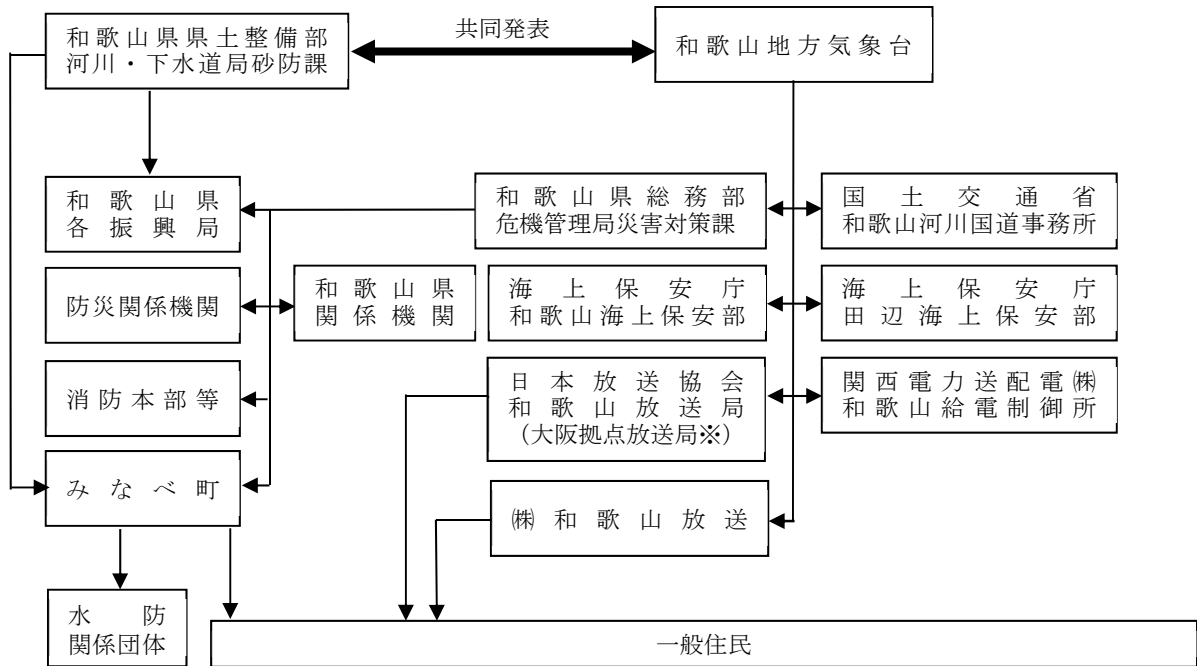 共同発表
和歌山県県土整備部
河川・下水道局砂防課
和歌山地方気象台
和歌山県
各振興局
和歌山県総務部
危機管理局災害対策課
国土交通省
和歌山河川国道事務所
防災関係機関
和歌山県
関係機関
海上保安庁
和歌山海上保安部
海上保安庁
田辺海上保安部
消防本部等
日本放送協会
和歌山放送局
（大阪拠点放送局※）
関西電力送配電㈱
和歌山給電制御所
みなべ町
㈱和歌山放送
水防
関係団体
一般住民